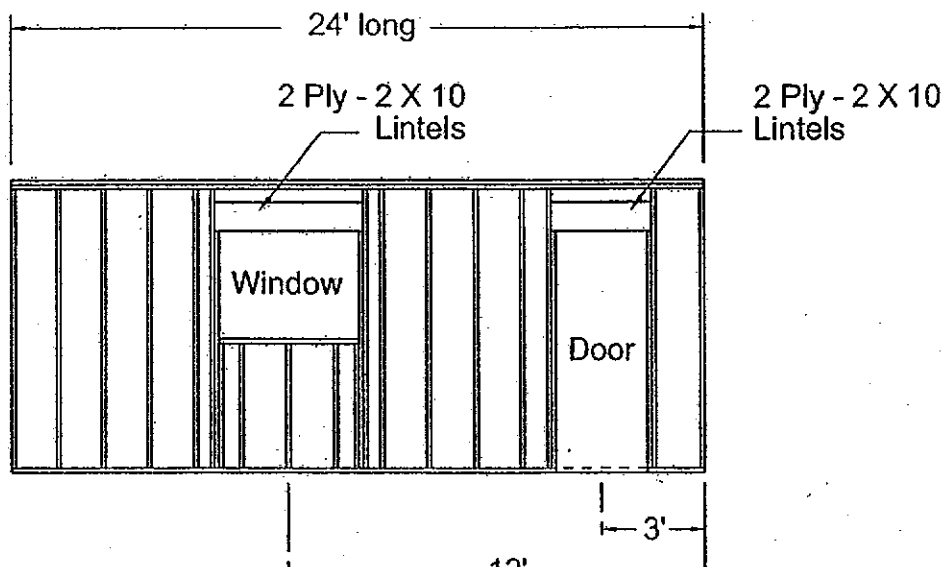 24' long
2 Ply - 2 X 10
Lintels
2 Ply - 2 X 10
Lintels
Window
Door
3'